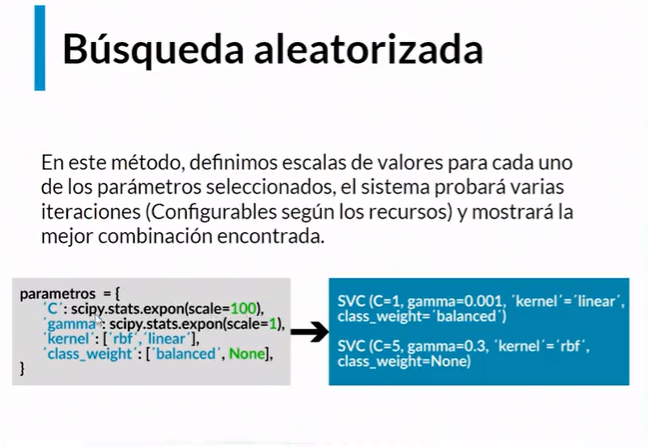 Búsqueda aleatorizada
En este método, definimos escalas de valores para cada uno
de los parámetros seleccionados, el sistema probará varias
iteraciones (Configurables según los recursos) y mostrará la
mejor combinación encontrada.
parametros = {
'C': scipy.stats.expon(scale=100),
'gamma': scipy.stats.expon(scale=1),
'kernel': ['rbf','linear'],
'class_weight': ['balanced', None],
}
SVC (C=1, gamma=0.001, 'kernel'='linear',
class_weight='balanced')
SVC (C=5, gamma=0.3, 'kernel'='rbf',
class_weight=None)